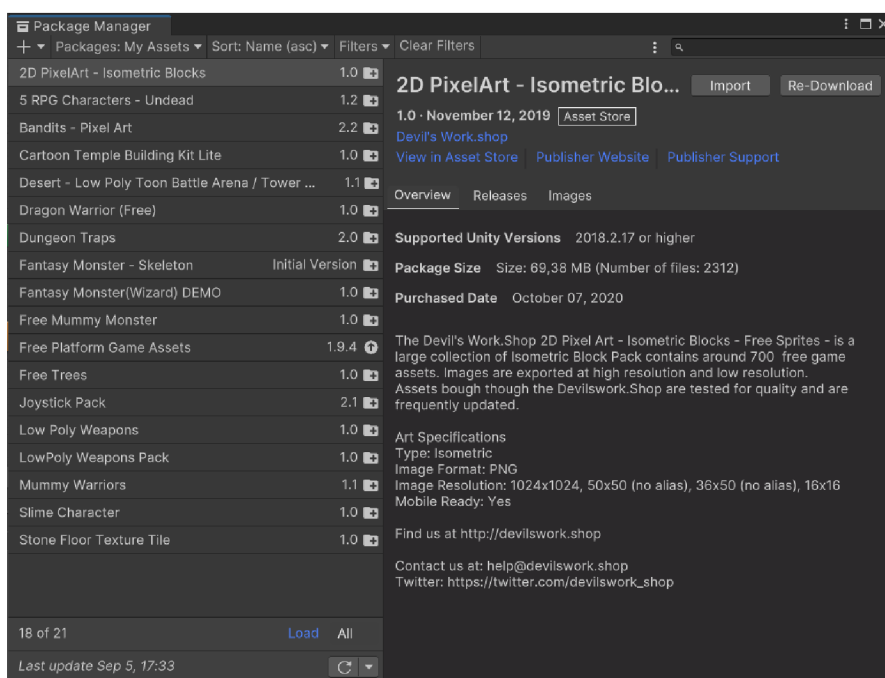 Package Manager
+ Packages: My Assets Sort: Name (asc) Filters Clear Filters
2D PixelArt - Isometric Blocks 1.0
5 RPG Characters - Undead 1.2
Bandits - Pixel Art 2.2
Cartoon Temple Building Kit Lite 1.0
Desert - Low Poly Toon Battle Arena / Tower ... 1.1
Dragon Warrior (Free) 1.0
Dungeon Traps 2.0
Fantasy Monster - Skeleton Initial Version
Fantasy Monster(Wizard) DEMO 1.0
Free Mummy Monster 1.0
Free Platform Game Assets 1.9.4
Free Trees 1.0
Joystick Pack 2.1
Low Poly Weapons 1.0
LowPoly Weapons Pack 1.0
Mummy Warriors 1.1
Slime Character 1.0
Stone Floor Texture Tile 1.0
18 of 21 Load All
Last update Sep 5, 17:33
2D PixelArt - Isometric Blo... Import Re-Download
1.0 · November 12, 2019 Asset Store
Devil's Work.shop
View in Asset Store Publisher Website Publisher Support
Overview Releases Images
Supported Unity Versions 2018.2.17 or higher
Package Size Size: 69,38 MB (Number of files: 2312)
Purchased Date October 07, 2020
The Devil's Work.Shop 2D Pixel Art - Isometric Blocks - Free Sprites - is a
large collection of Isometric Block Pack contains around 700 free game
assets. Images are exported at high resolution and low resolution.
Assets bough though the Devilswork.Shop are tested for quality and are
frequently updated.
Art Specifications
Type: Isometric
Image Format: PNG
Image Resolution: 1024x1024, 50x50 (no alias), 36x50 (no alias), 16x16
Mobile Ready: Yes
Find us at http://devilswork.shop
Contact us at: help@devilswork.shop
Twitter: https://twitter.com/devilswork_shop